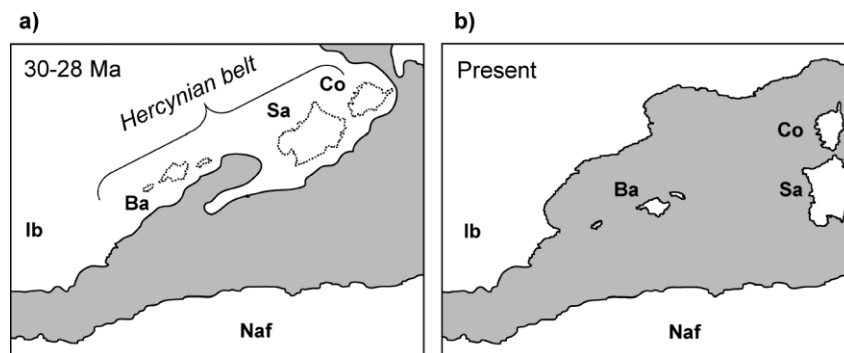 a)
30-28 Ma
Hercynian belt
Co
Sa
Ba
Ib
Naf
b)
Present
Co
Sa
Ba
Ib
Naf